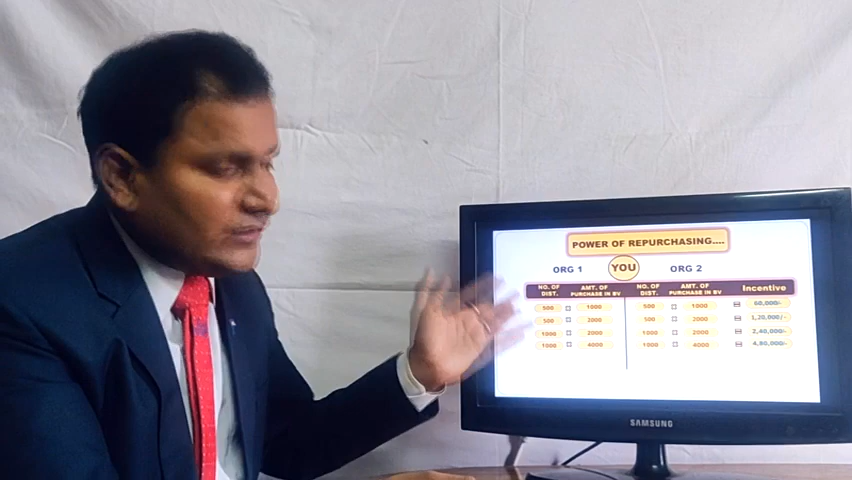 POWER OF REPURCHASING....
ORG 1 YOU ORG 2
NO. OF DIST. AMT. OF PURCHASE IN BV NO. OF DIST. AMT. OF PURCHASE IN BV Incentive
500 1000 500 1000 60,000/-
500 2000 500 2000 1,20,000/-
1000 2000 1000 2000 2,40,000/-
1000 4000 1000 4000 4,80,000/-
SAMSUNG